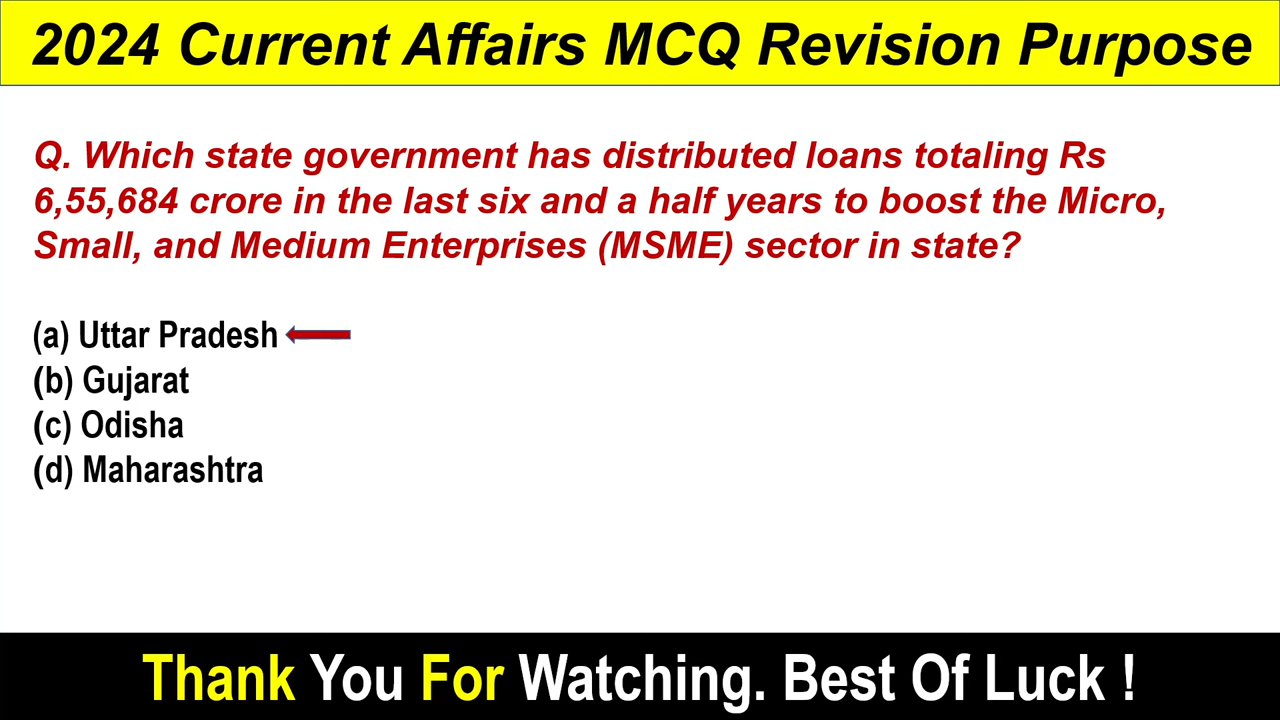 2024 Current Affairs MCQ Revision Purpose
Q. Which state government has distributed loans totaling Rs
6,55,684 crore in the last six and a half years to boost the Micro,
Small, and Medium Enterprises (MSME) sector in state?
(a) Uttar Pradesh
(b) Gujarat
(c) Odisha
(d) Maharashtra
Thank You For Watching. Best Of Luck !